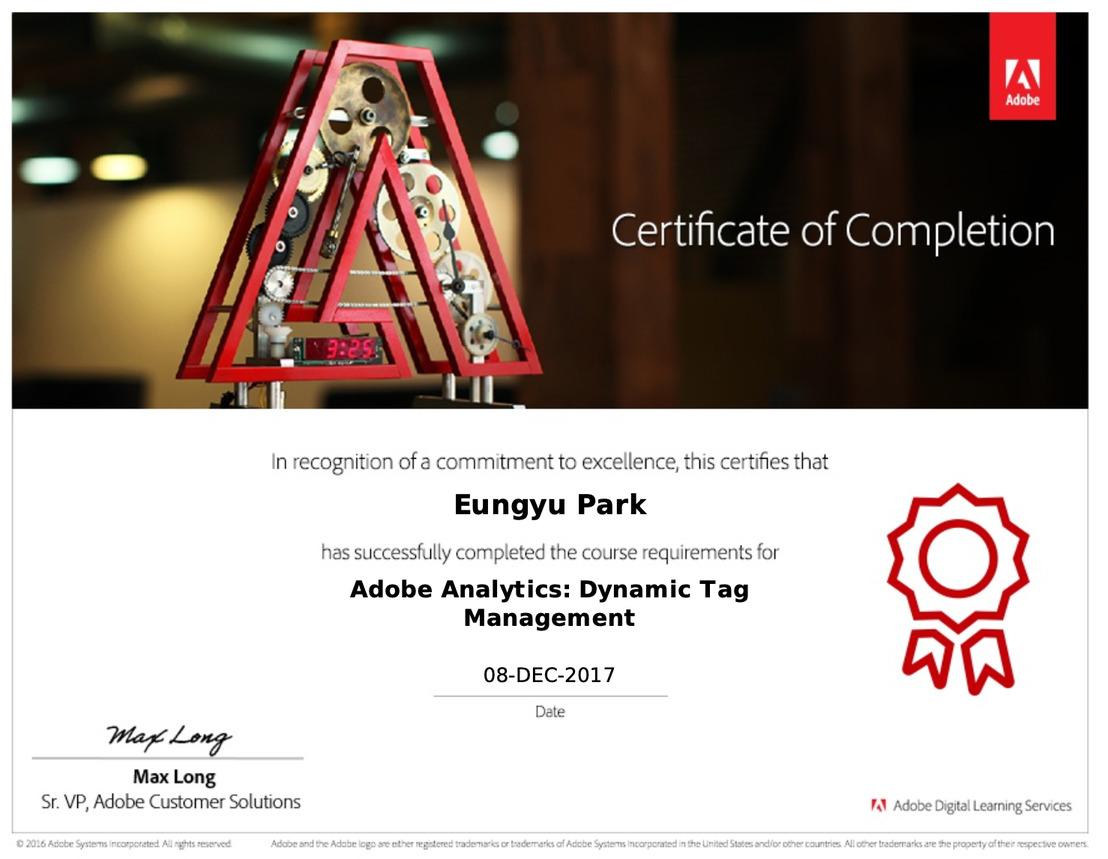 Adobe
Certificate of Completion
3:25
In recognition of a commitment to excellence, this certifies that
Eungyu Park
has successfully completed the course requirements for
Adobe Analytics: Dynamic Tag
Management
08-DEC-2017
Date
Max Long
Max Long
Sr. VP, Adobe Customer Solutions
Adobe Digital Learning Services
© 2016 Adobe Systems Incorporated. All rights reserved.
Adobe and the Adobe logo are either registered trademarks or trademarks of Adobe Systems Incorporated in the United States and/or other countries. All other trademarks are the property of their respective owners.